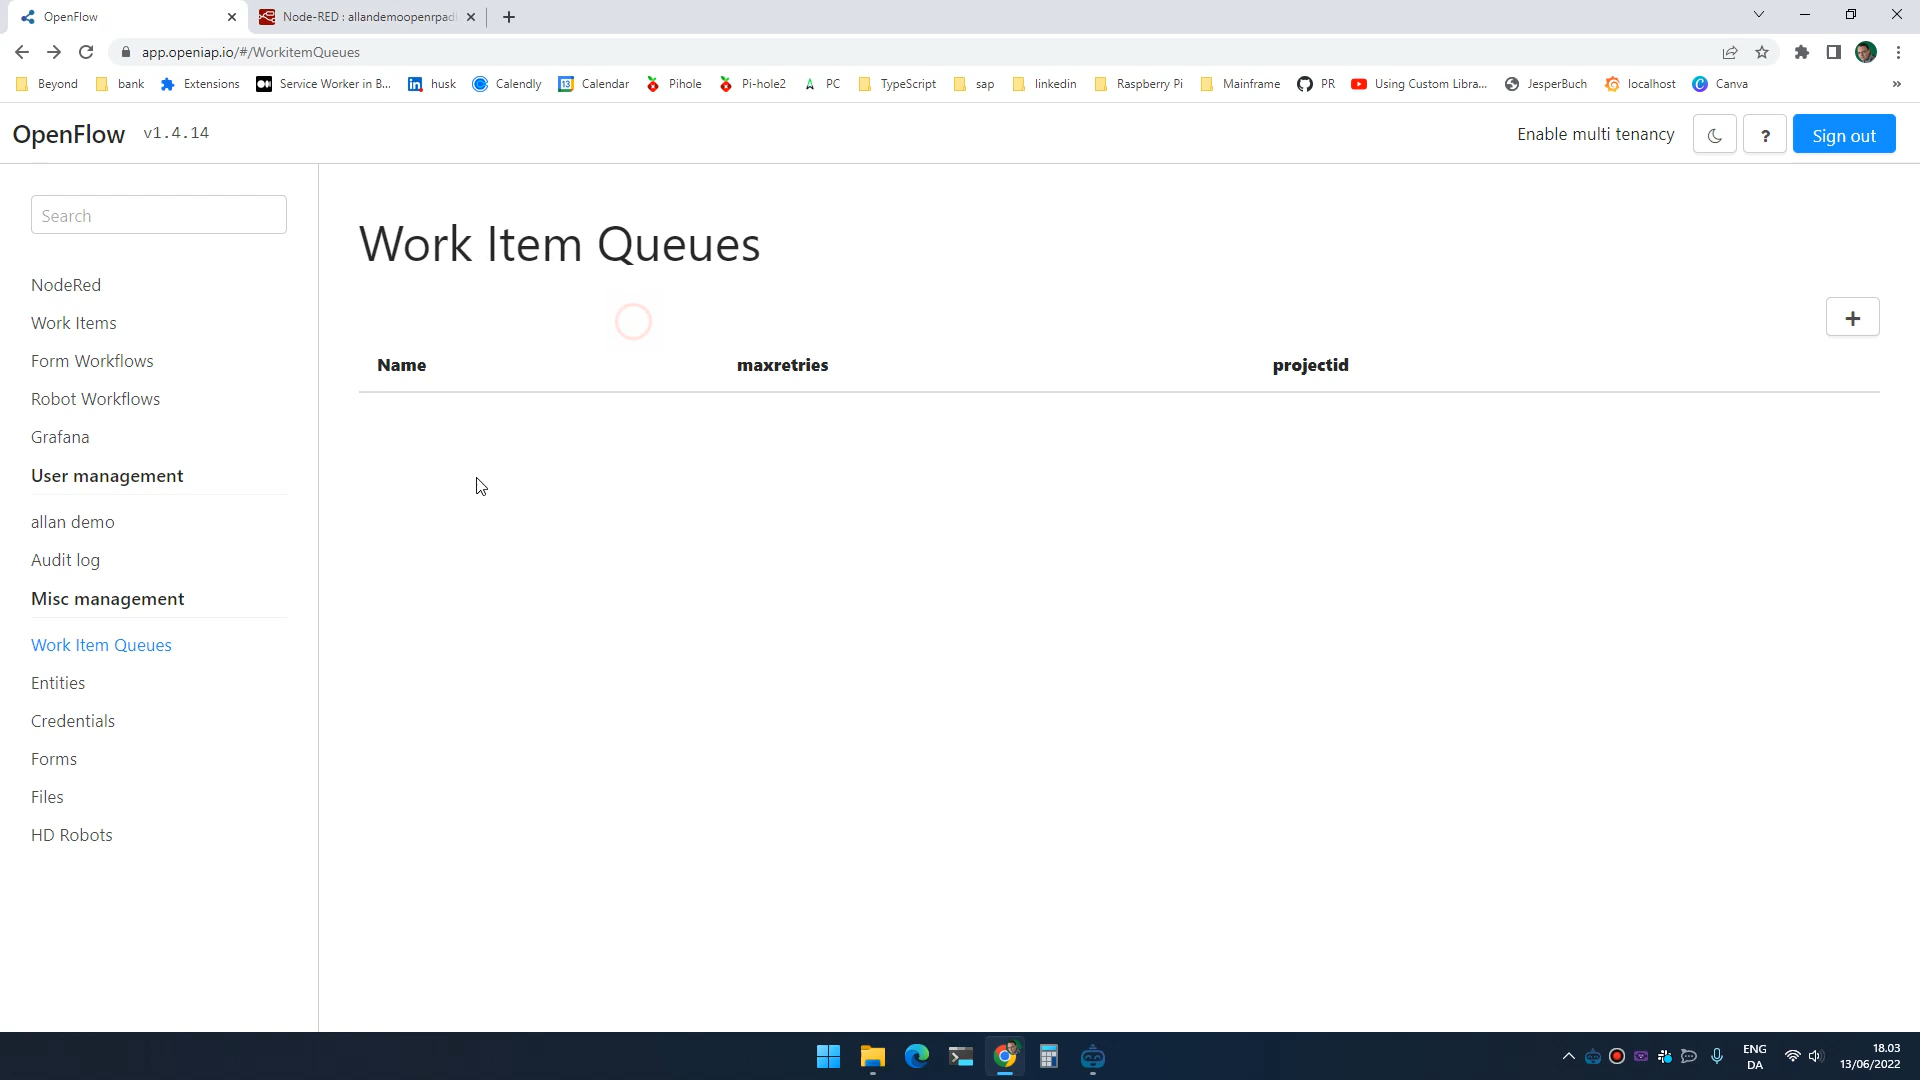 OpenFlow
Node-RED : allandemoopenrpadi
app.openiap.io/#/WorkitemQueues
Beyond bank Extensions Service Worker in B... husk Calendly Calendar Pihole Pi-hole2 PC TypeScript sap linkedin Raspberry Pi Mainframe PR Using Custom Libra... JesperBuch localhost Canva »
OpenFlow v1.4.14 Enable multi tenancy ? Sign out
Search
NodeRed
Work Items
Form Workflows
Robot Workflows
Grafana
User management
allan demo
Audit log
Misc management
Work Item Queues
Entities
Credentials
Forms
Files
HD Robots
Work Item Queues
+
Name maxretries projectid
ENG
DA
18.03
13/06/2022